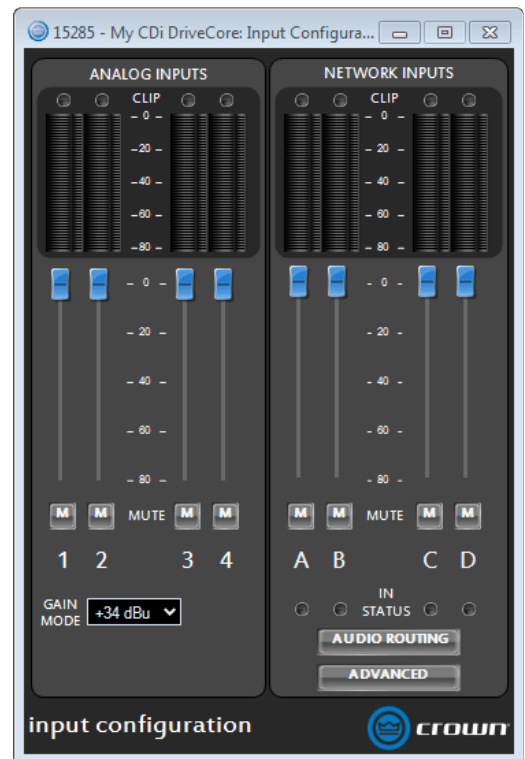 15285 - My CDi DriveCore: Input Configura...
ANALOG INPUTS
CLIP
- 0 -
-20 -
-40 -
-60 -
-80 -
- 0 -
- 20 -
- 40 -
- 60 -
- 80 -
M M MUTE M M
1 2 3 4
GAIN MODE +34 dBu
NETWORK INPUTS
CLIP
- 0 -
- 20 -
- 40 -
- 60 -
- 80 -
- 0 -
- 20 -
- 40 -
- 60 -
- 80 -
M M MUTE M M
A B C D
IN
STATUS
AUDIO ROUTING
ADVANCED
input configuration
crown